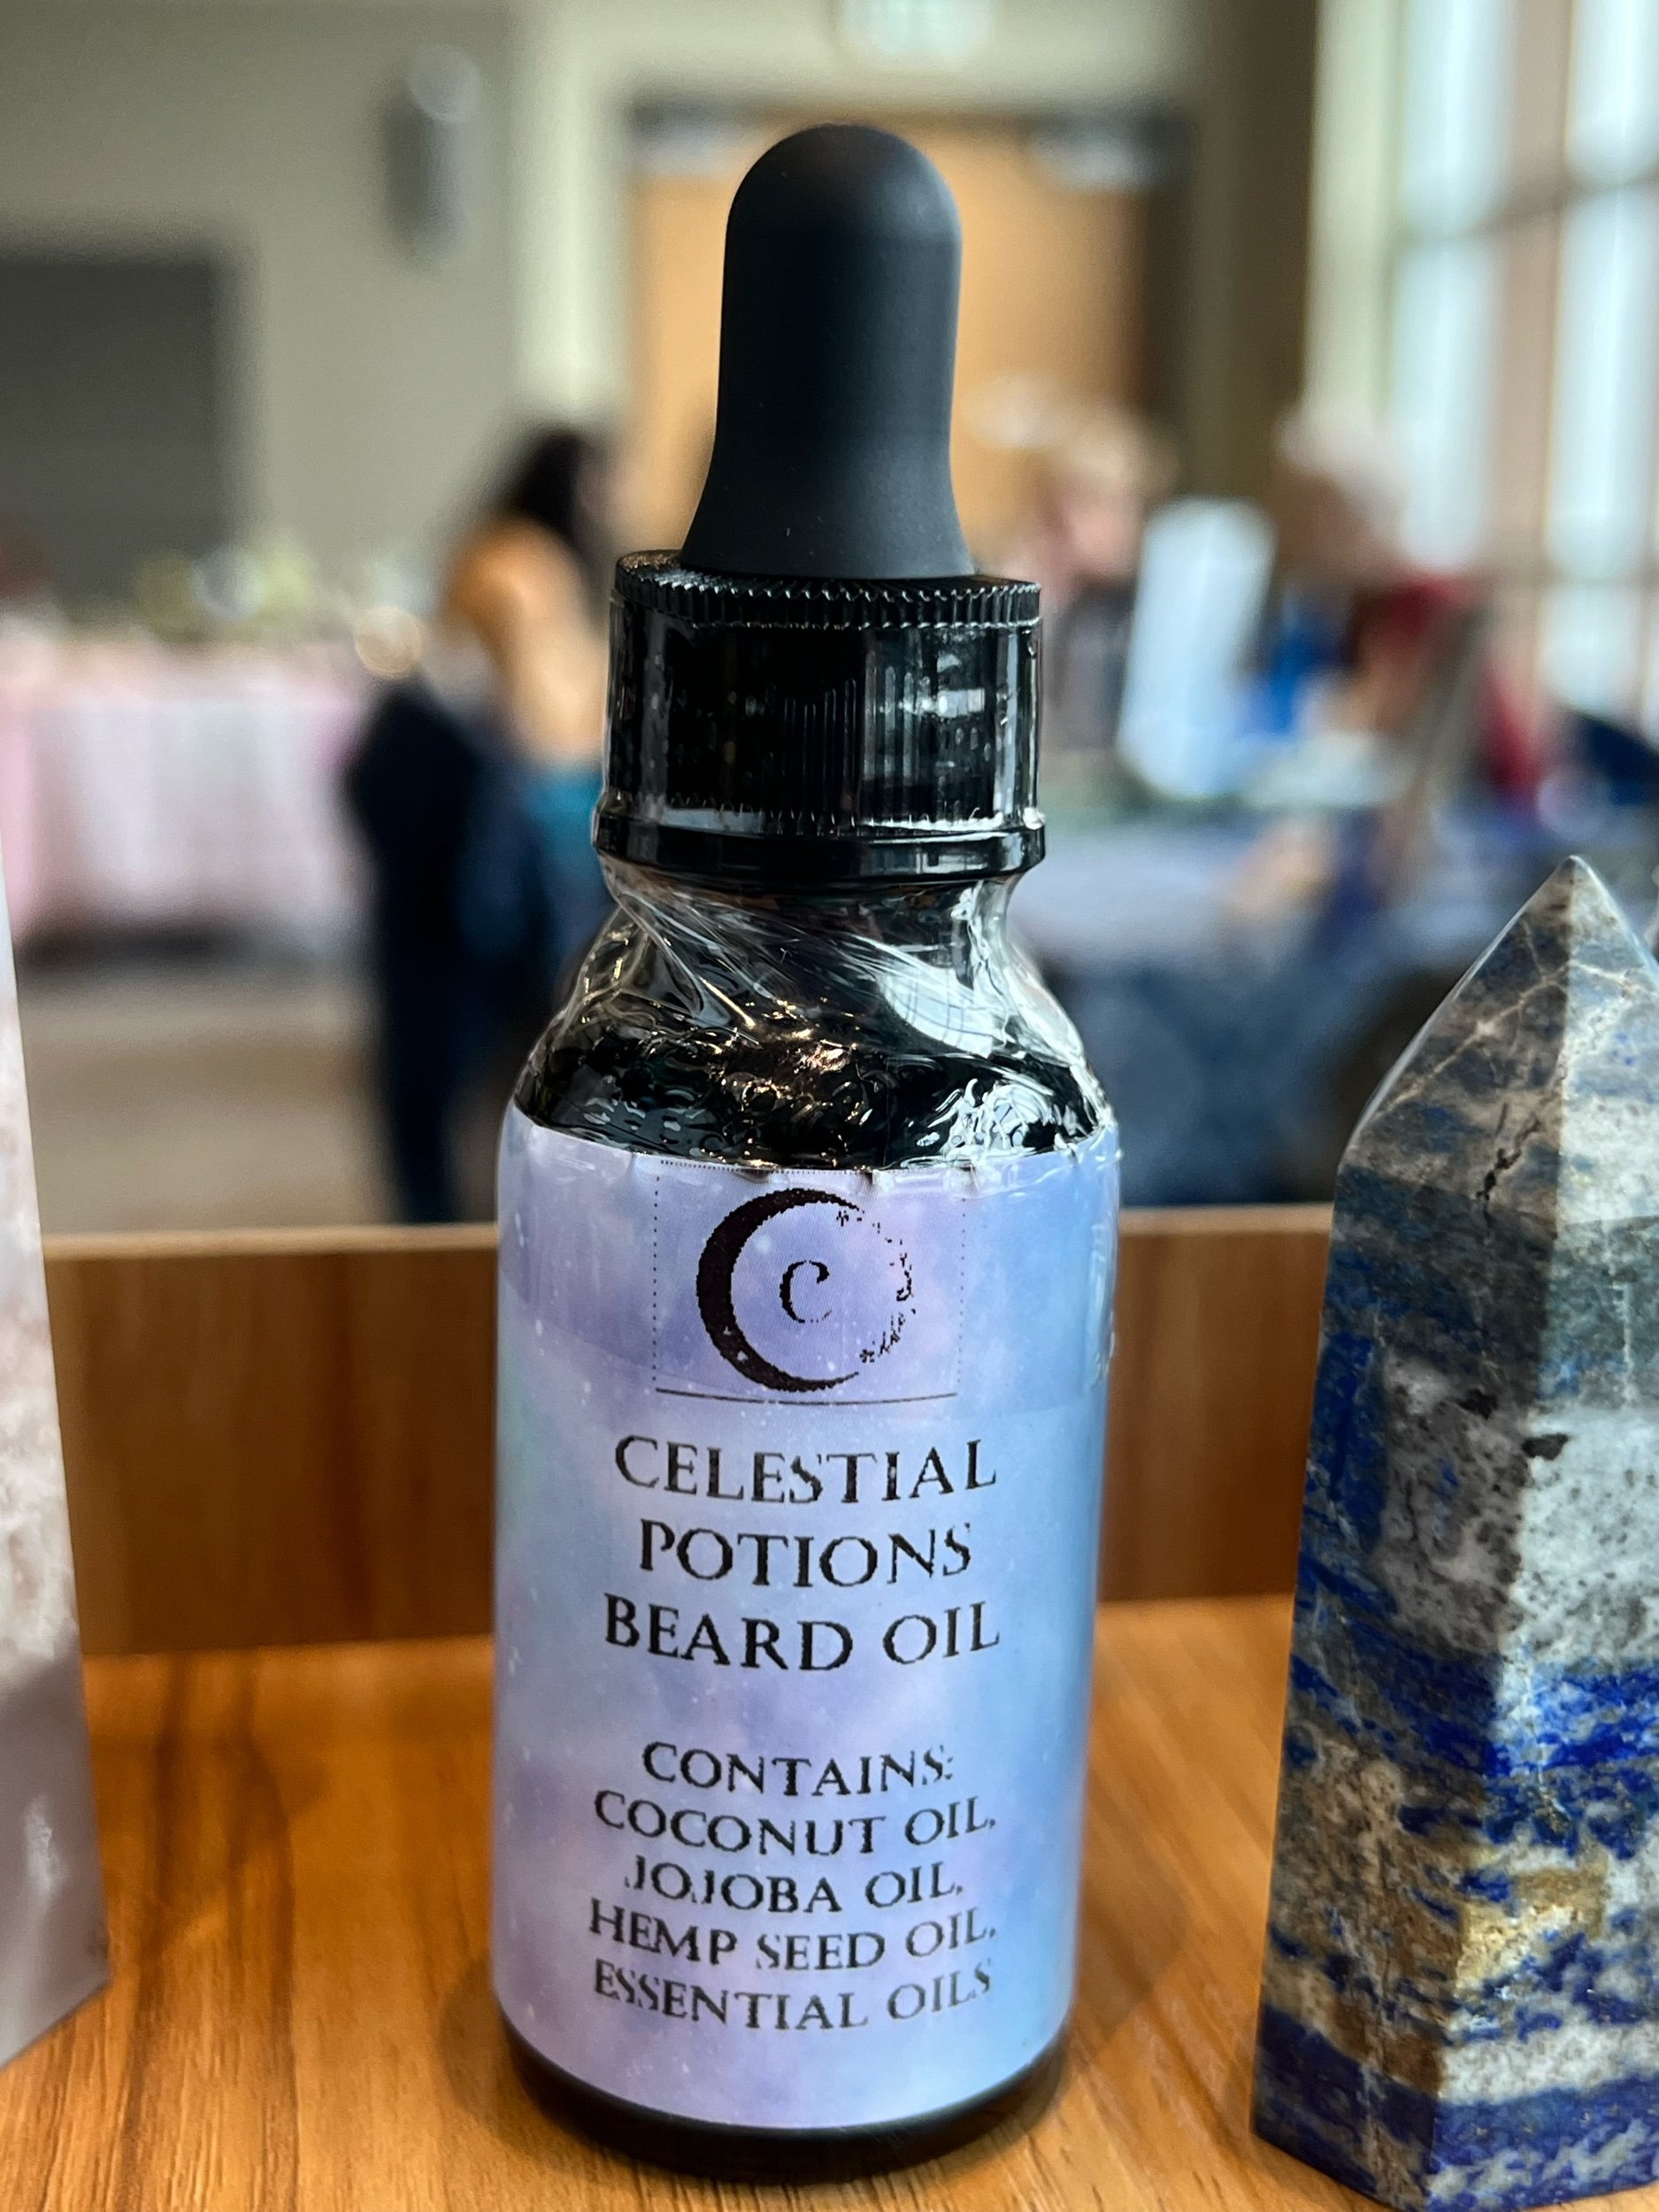 C
CELESTIAL
POTIONS
BEARD OIL
CONTAINS:
COCONUT OIL,
JOJOBA OIL,
HEMP SEED OIL,
ESSENTIAL OILS